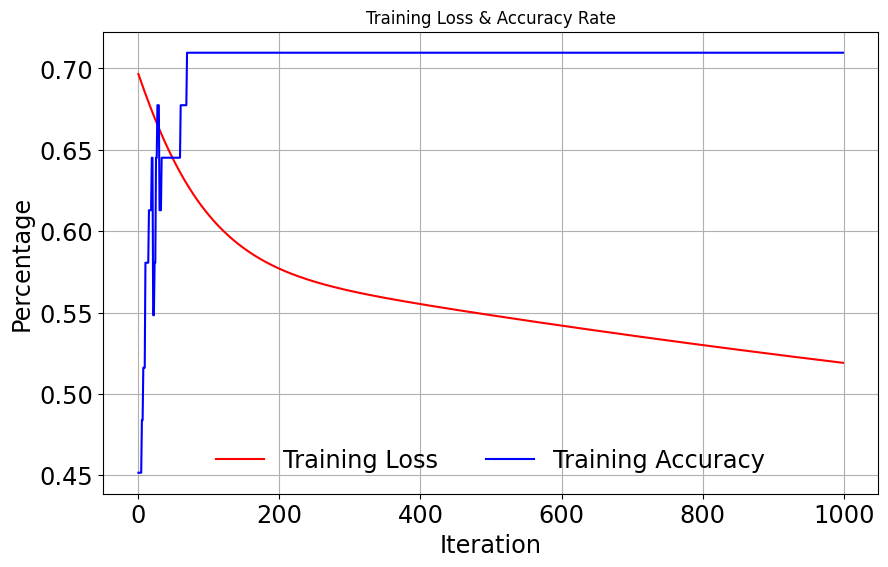 Training Loss & Accuracy Rate
Percentage
0.70
0.65
0.60
0.55
0.50
0.45
Training Loss
Training Accuracy
0
200
400
600
800
1000
Iteration